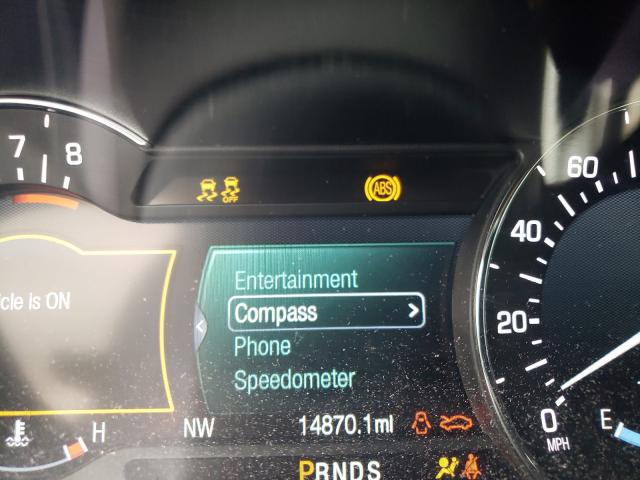 7 8
OFF
ABS
60
40
20
0
MPH
cle is ON
Entertainment
Compass >
Phone
Speedometer
H
NW
14870.1ml
E
PRNDS